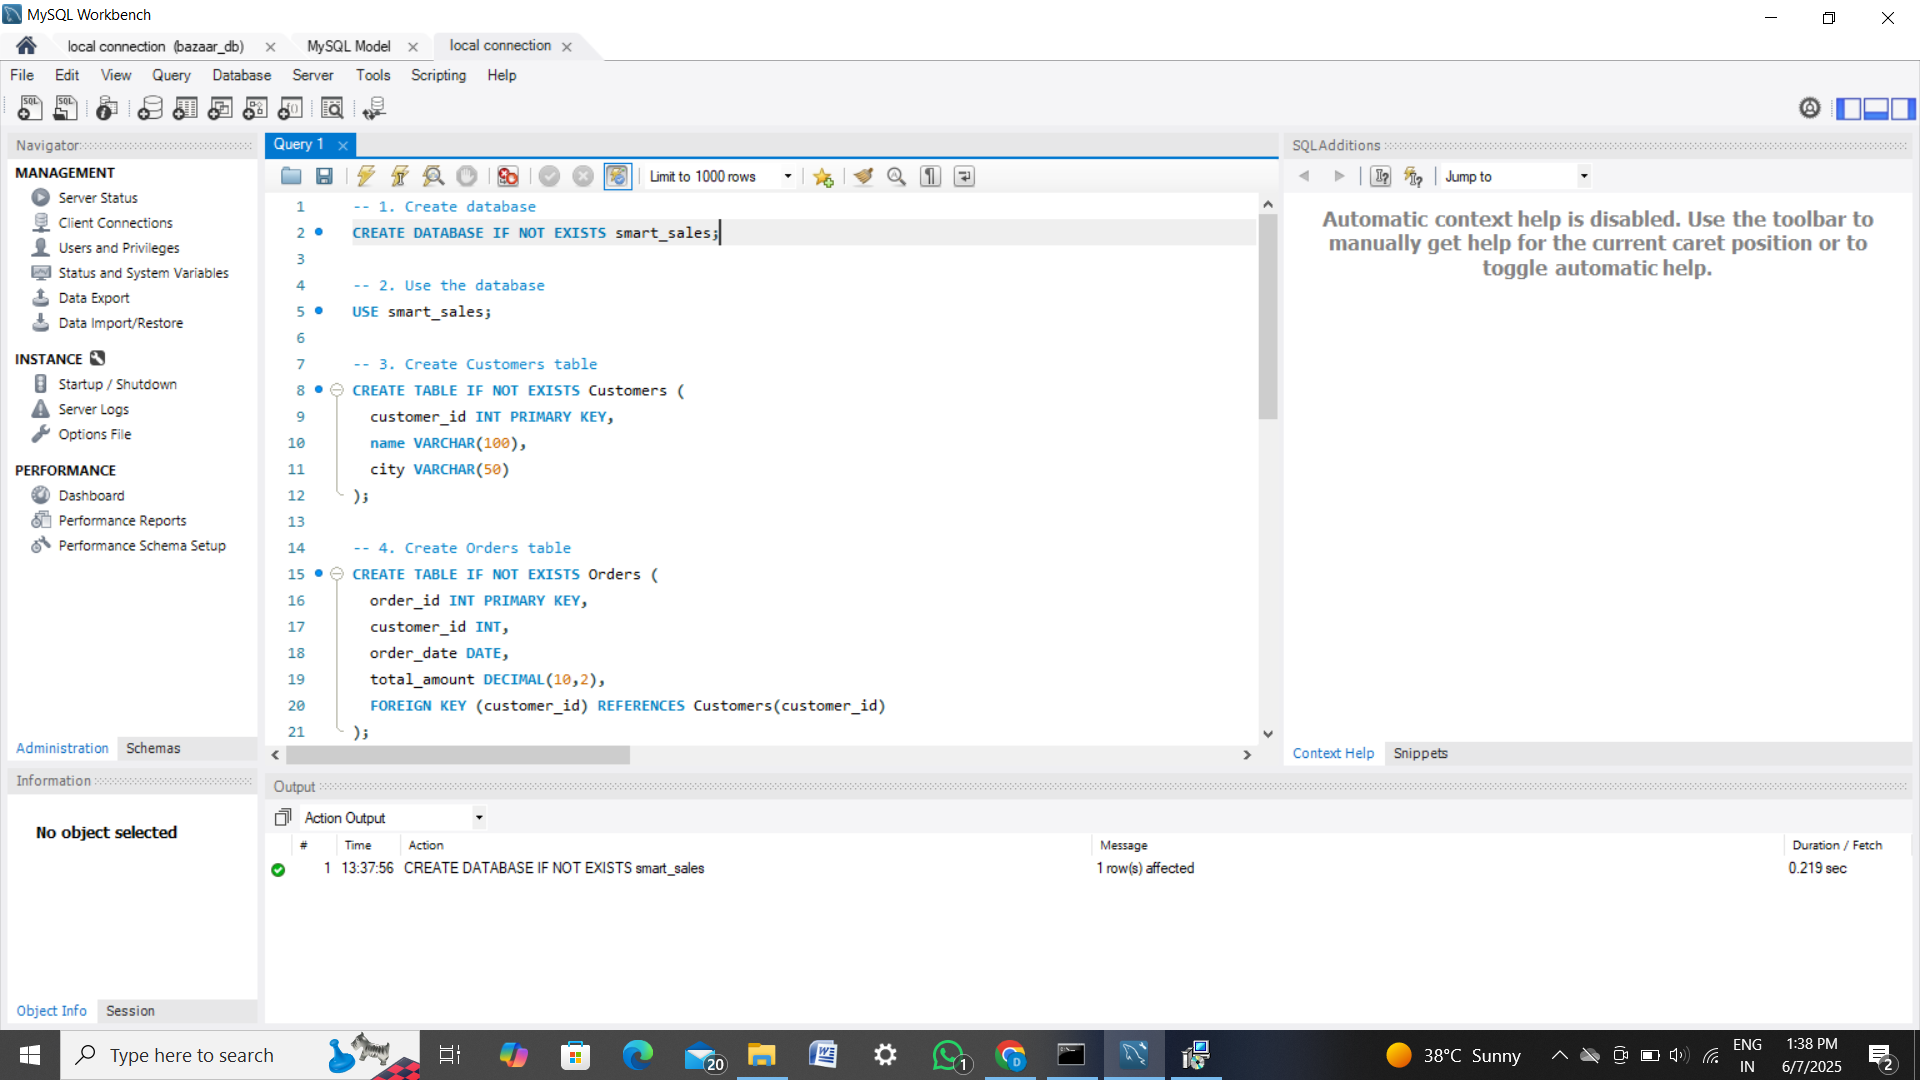 MySQL Workbench
local connection (bazaar_db)
MySQL Model
local connection
File Edit View Query Database Server Tools Scripting Help
Navigator
MANAGEMENT
Server Status
Client Connections
Users and Privileges
Status and System Variables
Data Export
Data Import/Restore
INSTANCE
Startup / Shutdown
Server Logs
Options File
PERFORMANCE
Dashboard
Performance Reports
Performance Schema Setup
Administration Schemas
Information
No object selected
Object Info Session
Query 1
Limit to 1000 rows
1 -- 1. Create database
2 CREATE DATABASE IF NOT EXISTS smart_sales;
3
4 -- 2. Use the database
5 USE smart_sales;
6
7 -- 3. Create Customers table
8 CREATE TABLE IF NOT EXISTS Customers (
9 customer_id INT PRIMARY KEY,
10 name VARCHAR(100),
11 city VARCHAR(50)
12 );
13
14 -- 4. Create Orders table
15 CREATE TABLE IF NOT EXISTS Orders (
16 order_id INT PRIMARY KEY,
17 customer_id INT,
18 order_date DATE,
19 total_amount DECIMAL(10,2),
20 FOREIGN KEY (customer_id) REFERENCES Customers(customer_id)
21 );
SQLAdditions
Jump to
Automatic context help is disabled. Use the toolbar to
manually get help for the current caret position or to
toggle automatic help.
Context Help Snippets
Output
Action Output
# Time Action Message Duration / Fetch
1 13:37:56 CREATE DATABASE IF NOT EXISTS smart_sales 1 row(s) affected 0.219 sec
Type here to search
20
1
38°C Sunny
ENG
IN
1:38 PM
6/7/2025
2